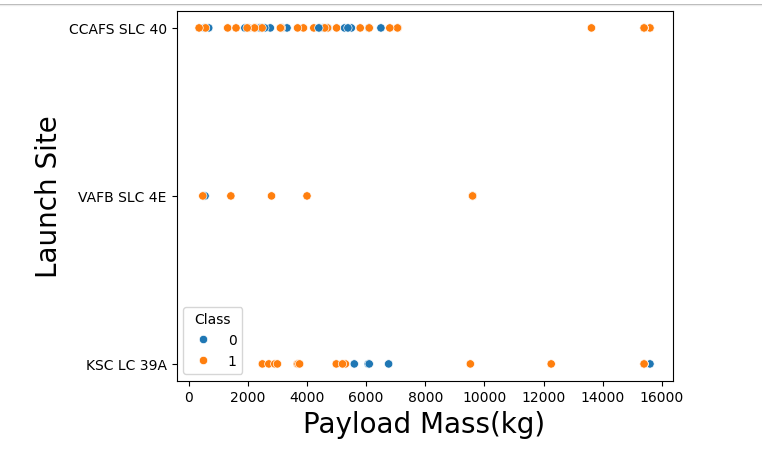 CCAFS SLC 40
VAFB SLC 4E
KSC LC 39A
Launch Site
Class
0
1
0 2000 4000 6000 8000 10000 12000 14000 16000
Payload Mass(kg)